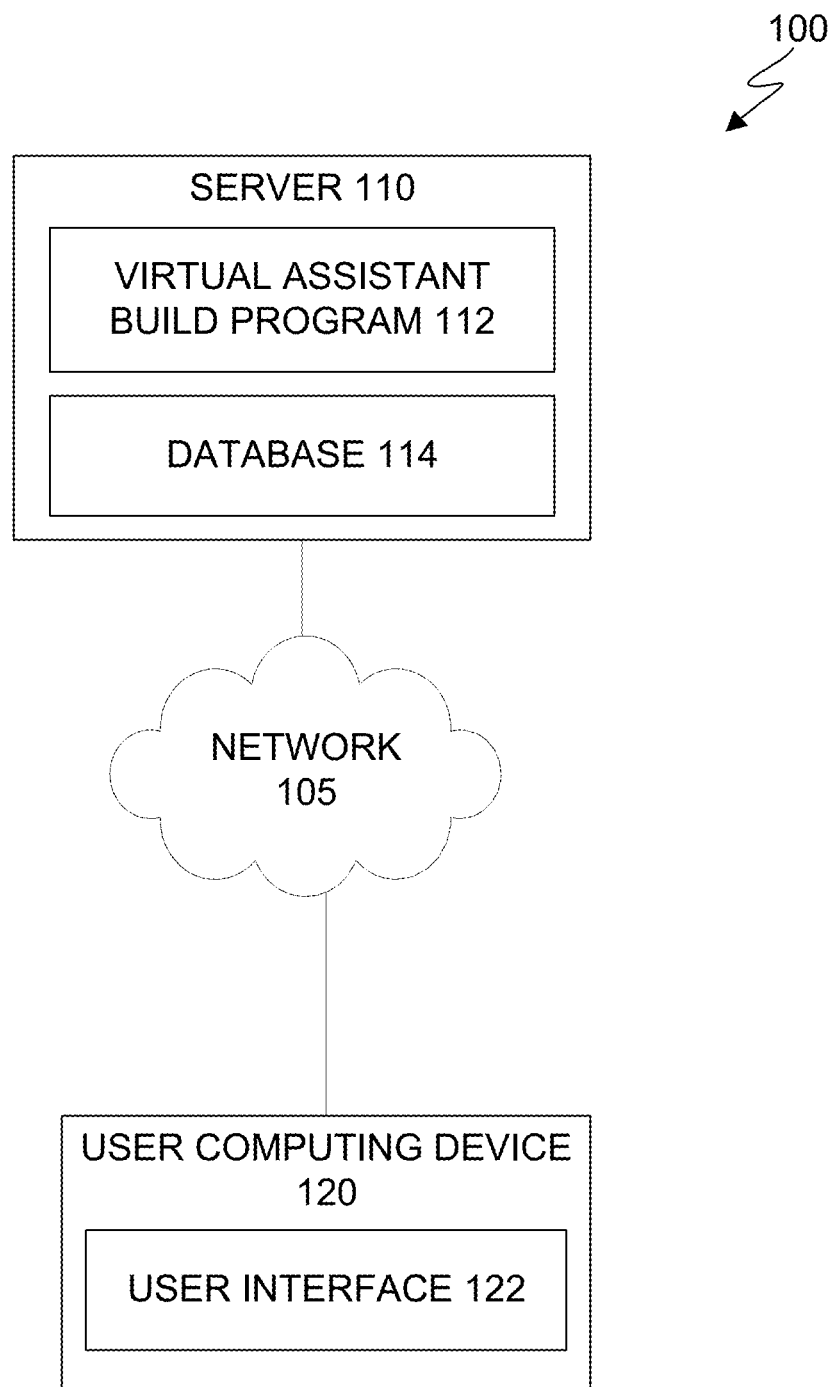 100
SERVER 110
VIRTUAL ASSISTANT
BUILD PROGRAM 112
DATABASE 114
NETWORK
105
USER COMPUTING DEVICE
120
USER INTERFACE 122